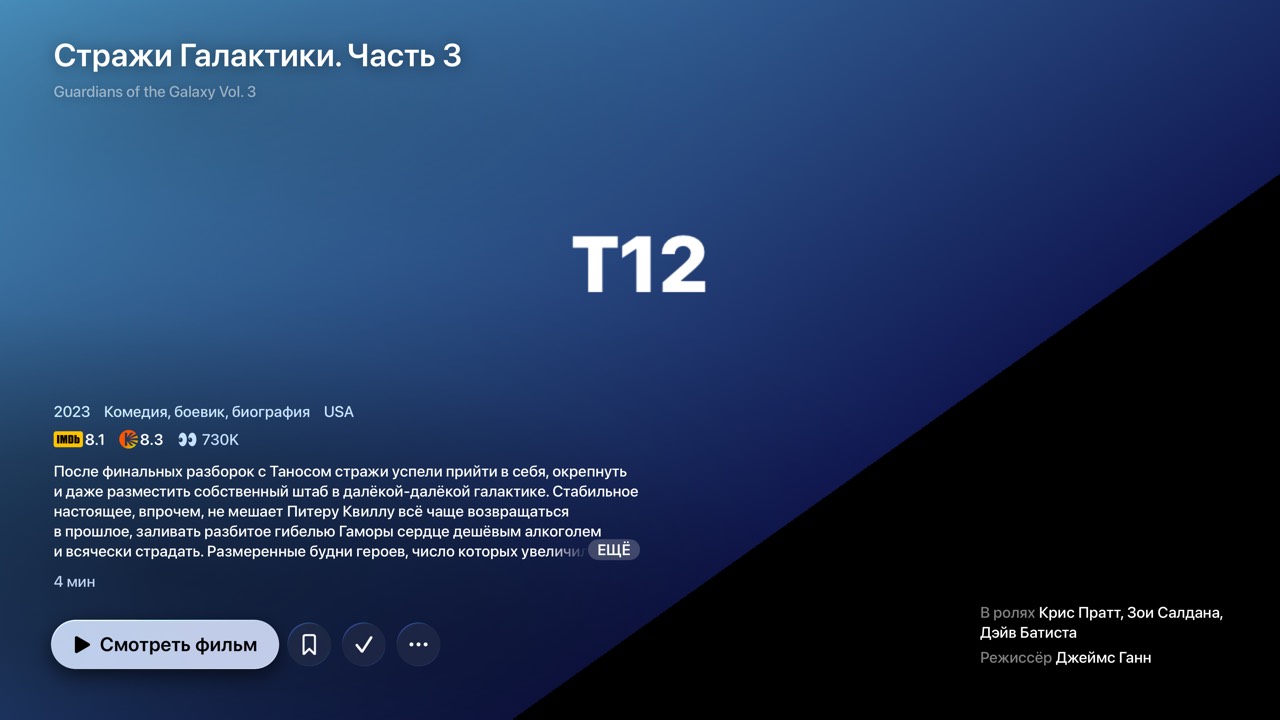 Стражи Галактики. Часть 3
Guardians of the Galaxy Vol. 3
T12
2023 Комедия, боевик, биография USA
IMDb 8.1 8.3 730K
После финальных разборок с Таносом стражи успели прийти в себя, окрепнуть
и даже разместить собственный штаб в далёкой-далёкой галактике. Стабильное
настоящее, впрочем, не мешает Питеру Квиллу всё чаще возвращаться
в прошлое, заливать разбитое гибелью Гаморы сердце дешёвым алкоголем
и всячески страдать. Размеренные будни героев, число которых увеличил ЕЩЁ
4 мин
Смотреть фильм
В ролях Крис Пратт, Зои Салдана,
Дэйв Батиста
Режиссёр Джеймс Ганн